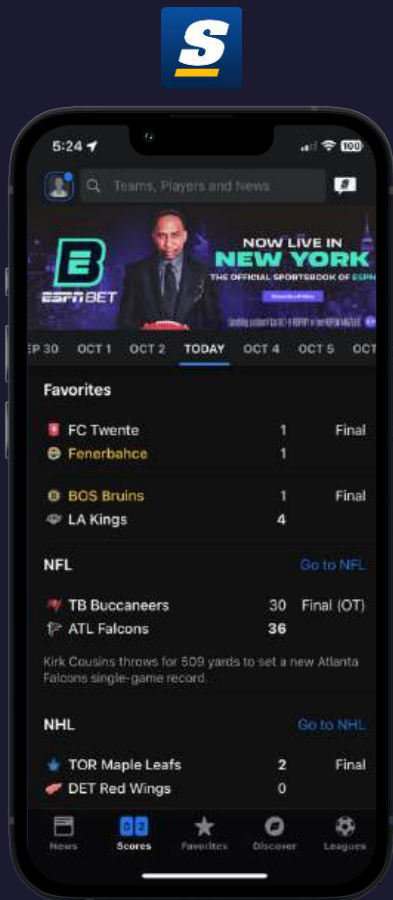 S
5:24
100
Teams, Players and News
ESPN BET
NOW LIVE IN
NEW YORK
THE OFFICIAL SPORTSBOOK OF ESPN
EP 30 OCT 1 OCT 2 TODAY OCT 4 OCT 5 OCT
Favorites
FC Twente 1 Final
Fenerbahce 1
BOS Bruins 1 Final
LA Kings 4
NFL Go to NFL
TB Buccaneers 30 Final (OT)
ATL Falcons 36
Kirk Cousins throws for 509 yards to set a new Atlanta
Falcons single-game record.
NHL Go to NHL
TOR Maple Leafs 2 Final
DET Red Wings 0
0 2
News Scores Favorites Discover Leagues